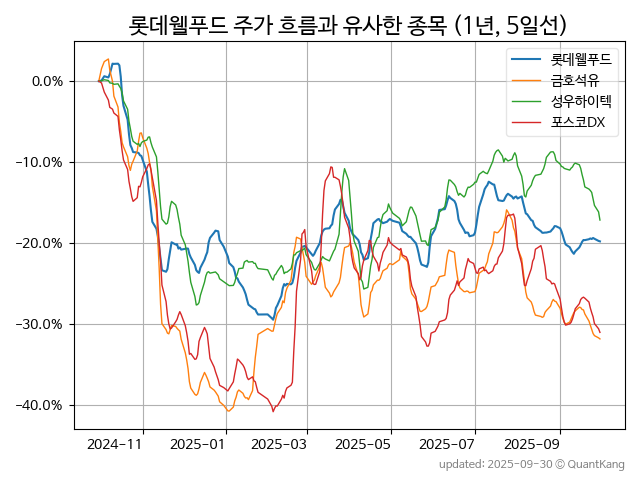 롯데웰푸드 주가 흐름과 유사한 종목 (1년, 5일선)
롯데웰푸드
금호석유
성우하이텍
포스코DX
0.0%
-10.0%
-20.0%
-30.0%
-40.0%
2024-11
2025-01
2025-03
2025-05
2025-07
2025-09
updated: 2025-09-30 © QuantKang